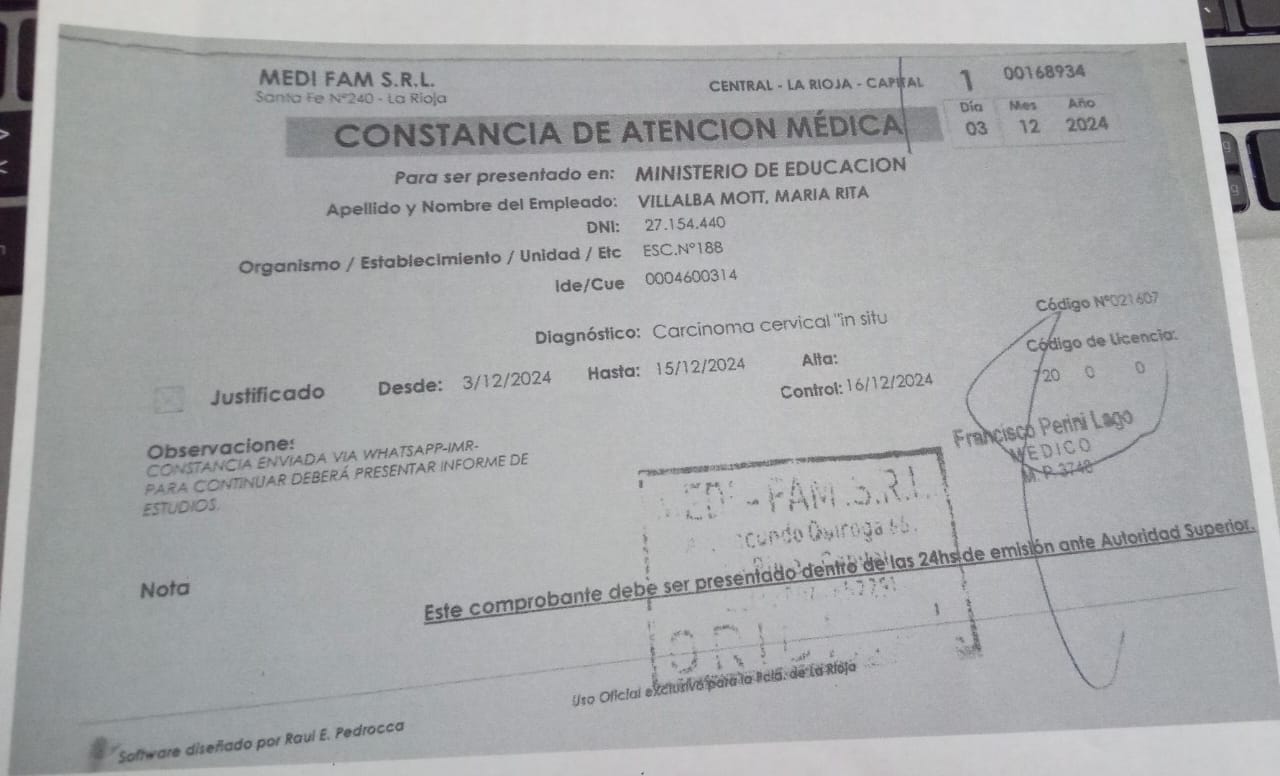 MEDI FAM S.R.L.
Santa Fe Nº240 - La Rioja
CENTRAL - LA RIOJA - CAPITAL
1 00168934
Día Mes Año
03 12 2024
CONSTANCIA DE ATENCION MÉDICA
Para ser presentado en: MINISTERIO DE EDUCACION
Apellido y Nombre del Empleado: VILLALBA MOTT, MARIA RITA
DNI: 27.154.440
Organismo / Establecimiento / Unidad / Etc ESC.Nº188
Ide/Cue 0004600314
Código Nº021607
Diagnóstico: Carcinoma cervical "in situ
Código de Licencia:
720 0 0
Justificado Desde: 3/12/2024 Hasta: 15/12/2024 Alta:
Control: 16/12/2024
Francisco Perini Lago
MEDICO
M.P. 3748
Observacione:
CONSTANCIA ENVIADA VIA WHATSAPP-IMR-
PARA CONTINUAR DEBERÁ PRESENTAR INFORME DE
ESTUDIOS.
FAM.S.R.L.
Quiroga
Nota
Este comprobante debe ser presentado dentro de las 24hs de emisión ante Autoridad Superior.
Uso Oficial exclusivo para la Pcia. de La Rioja
Software diseñado por Raul E. Pedrocca